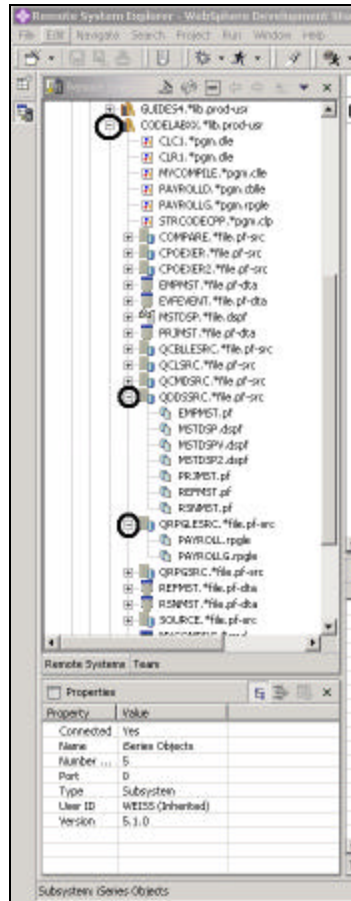 Remote System Explorer - WebSphere Development Stu
File Edit Navigate Search Project Run Window Help
GUIDES4.*lib.prod-usr
CODELABXX.*lib.prod-usr
CLC1.*pgm.cle
CLR1.*pgm.cle
MYCOMPILE.*pgm.clle
PAYROLLD.*pgm.cblle
PAYROLLG.*pgm.rpgle
STRCODECPP.*pgm.clp
COMPARE.*file.pf-src
CPOEXER.*file.pf-src
CPOEXER2.*file.pf-src
EMPMST.*file.pf-dta
EVFEVENT.*file.pf-dta
MSTDSP.*file.dspf
PRJMST.*file.pf-dta
QCBLLESRC.*file.pf-src
QCLSRC.*file.pf-src
QCMDSRC.*file.pf-src
QDDSSRC.*file.pf-src
EMPMST.pf
MSTDSP.dspf
MSTDSPV.dspf
MSTDSP2.dspf
PRJMST.pf
REFMST.pf
RSNMST.pf
QRPGLESRC.*file.pf-src
PAYROLL.rpgle
PAYROLLG.rpgle
QRPGSRC.*file.pf-src
REFMST.*file.pf-dta
RSNMST.*file.pf-dta
SOURCE.*file.pf-src
Remote Systems Team
Properties
Property Value
Connected Yes
Name iSeries Objects
Number ... 5
Port 0
Type Subsystem
User ID WEISS (Inherited)
Version 5.1.0
Subsystem: iSeries Objects